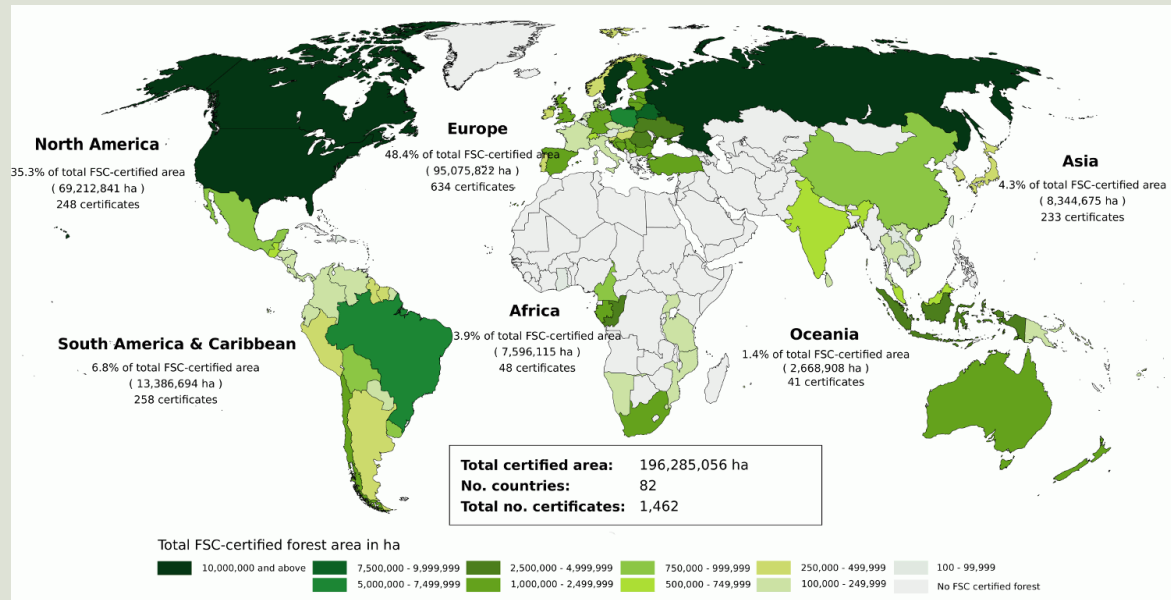 North America
35.3% of total FSC-certified area
( 69,212,841 ha )
248 certificates
Europe
48.4% of total FSC-certified area
( 95,075,822 ha )
634 certificates
Asia
4.3% of total FSC-certified area
( 8,344,675 ha )
233 certificates
South America & Caribbean
6.8% of total FSC-certified area
( 13,386,694 ha )
258 certificates
Africa
3.9% of total FSC-certified area
( 7,596,115 ha )
48 certificates
Oceania
1.4% of total FSC-certified area
( 2,668,908 ha )
41 certificates
Total certified area: 196,285,056 ha
No. countries: 82
Total no. certificates: 1,462
Total FSC-certified forest area in ha
10,000,000 and above 7,500,000 - 9,999,999 2,500,000 - 4,999,999 750,000 - 999,999 250,000 - 499,999 100 - 99,999
5,000,000 - 7,499,999 1,000,000 - 2,499,999 500,000 - 749,999 100,000 - 249,999 No FSC certified forest